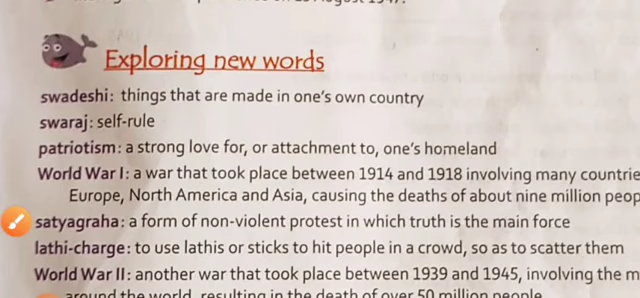 15 August 1947.
Exploring new words
swadeshi: things that are made in one's own country
swaraj: self-rule
patriotism: a strong love for, or attachment to, one's homeland
World War I: a war that took place between 1914 and 1918 involving many countrie
Europe, North America and Asia, causing the deaths of about nine million peop
satyagraha: a form of non-violent protest in which truth is the main force
lathi-charge: to use lathis or sticks to hit people in a crowd, so as to scatter them
World War II: another war that took place between 1939 and 1945, involving the m
around the world, resulting in the death of over 50 million people